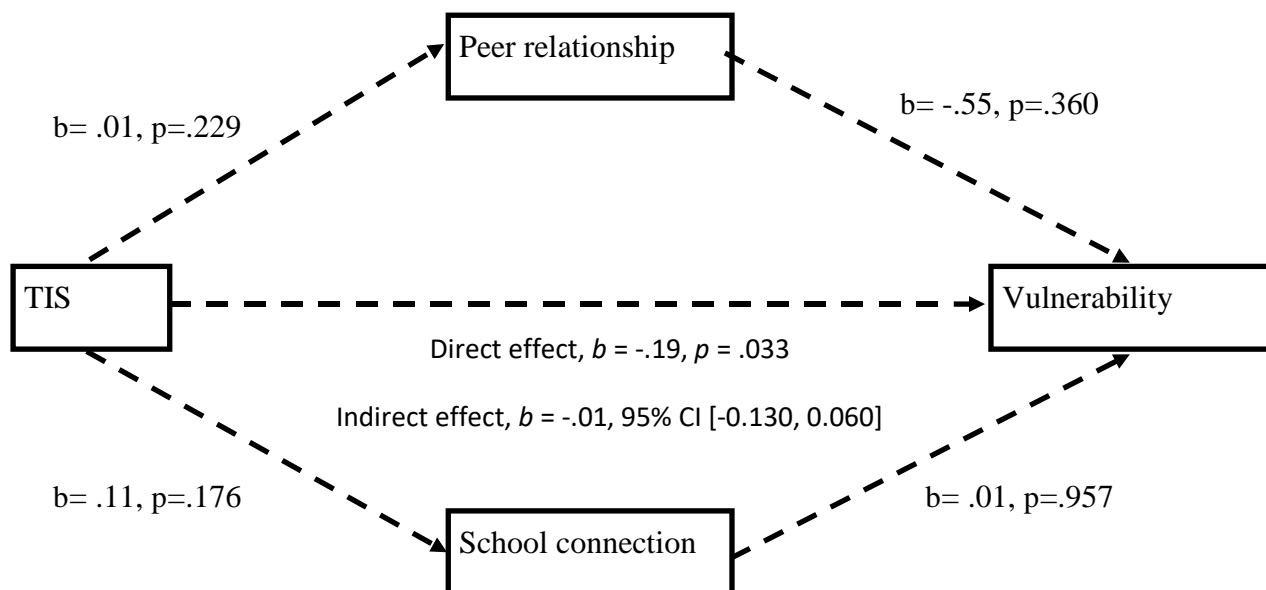 Peer relationship
b= .01, p=.229
b= -.55, p=.360
TIS
Vulnerability
Direct effect, b = -.19, p = .033
Indirect effect, b = -.01, 95% CI [-0.130, 0.060]
b= .11, p=.176
b= .01, p=.957
School connection